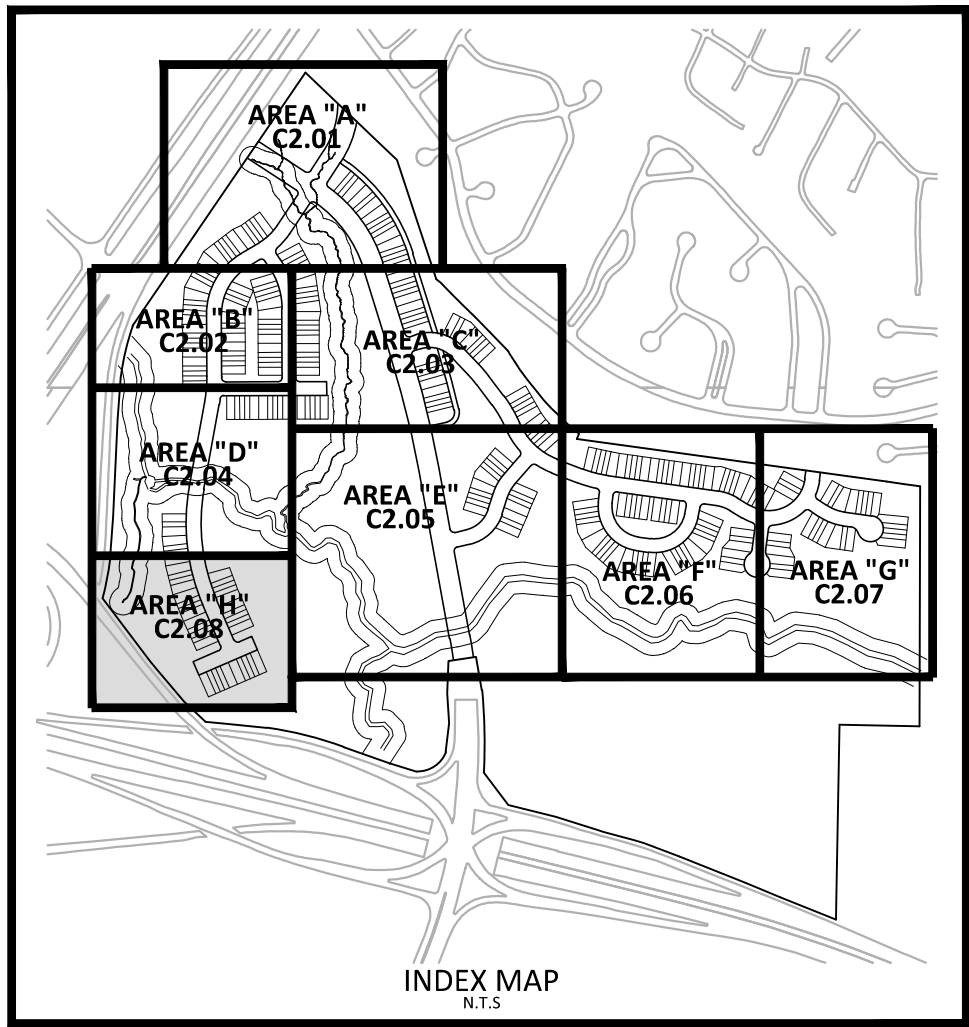 AREA "A"
C2.01
AREA "B"
C2.02
AREA "C"
C2.03
AREA "D"
C2.04
AREA "E"
C2.05
AREA "F"
C2.06
AREA "G"
C2.07
AREA "H"
C2.08
INDEX MAP
N.T.S